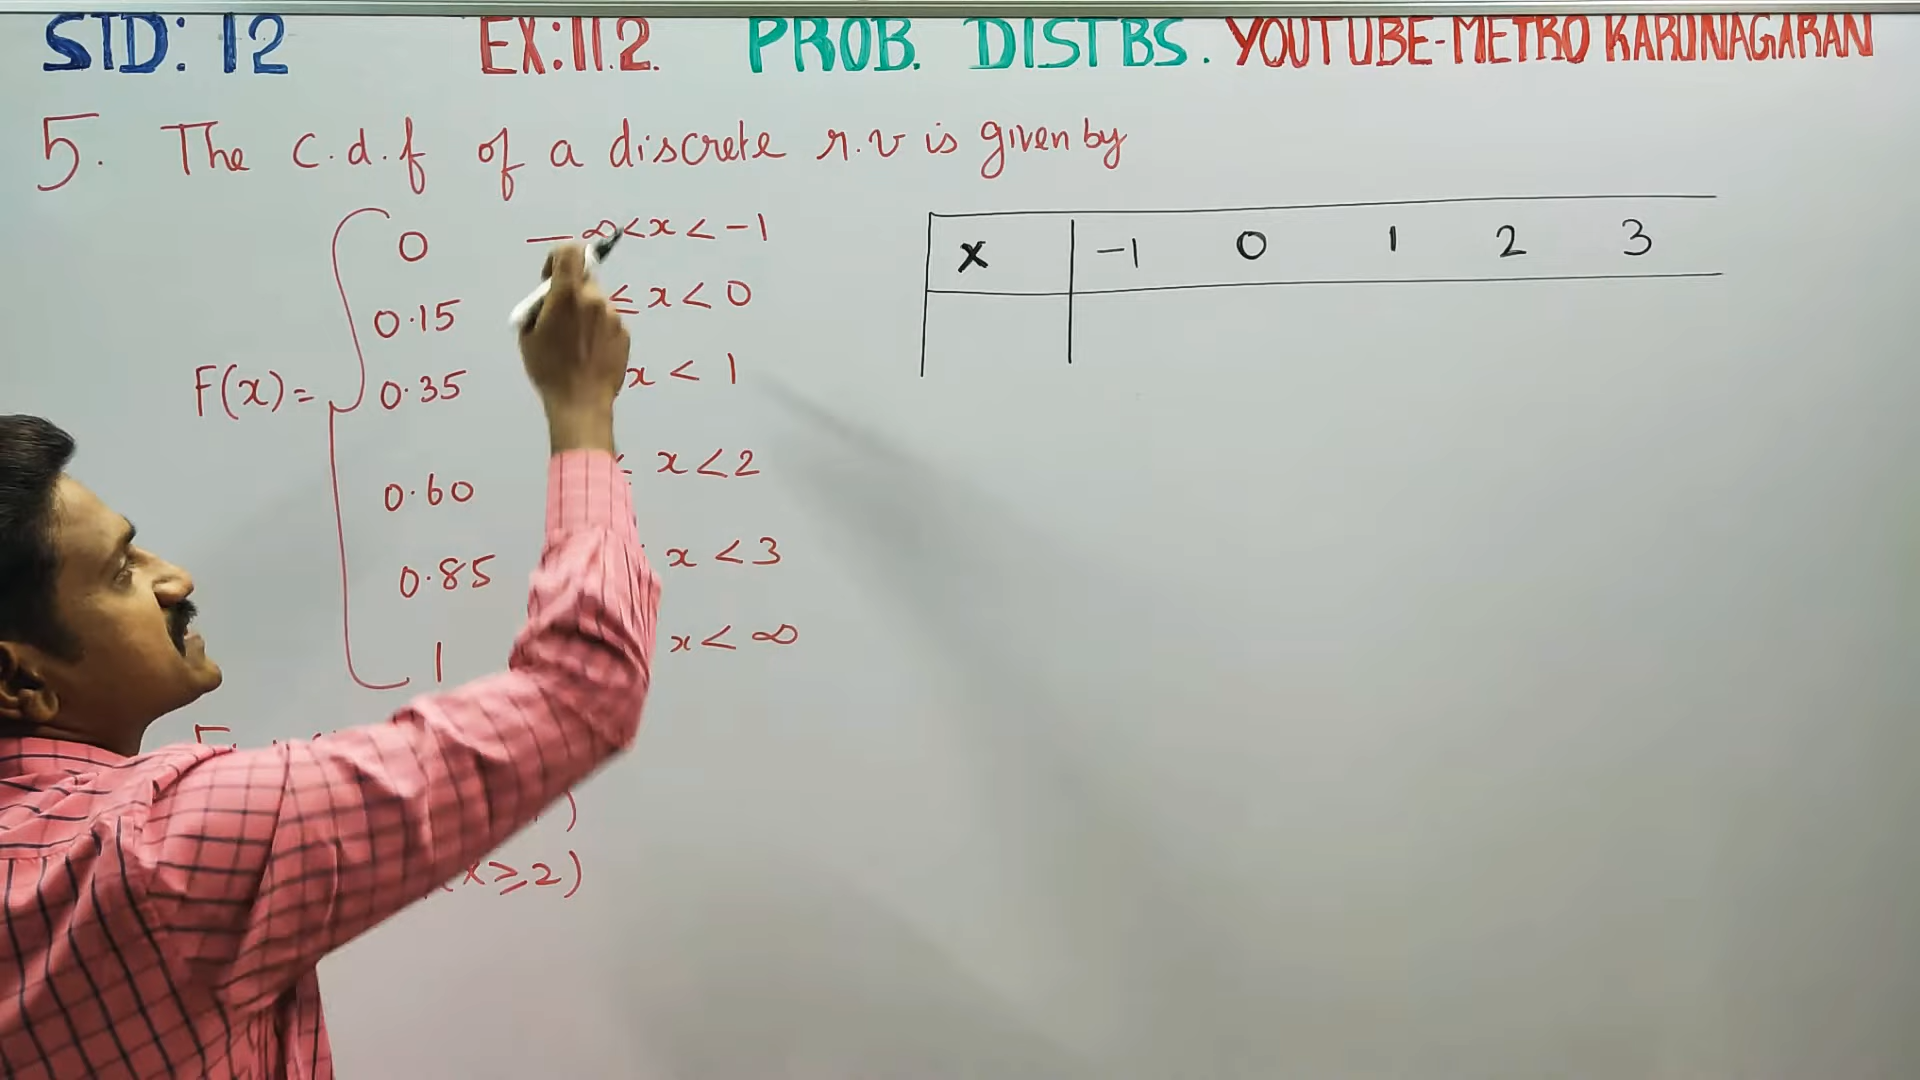 STD: 12 EX:11.2. PROB. DISTBS. YOUTUBE-METRO KARUNAGARAN
5. The c.d.f of a discrete r.v is given by
0 -∞<x<-1
0.15 ≤x<0
F(x)= 0.35 x<1
0.60 x<2
0.85 x<3
1 x<∞
(x≥2)
x -1 0 1 2 3